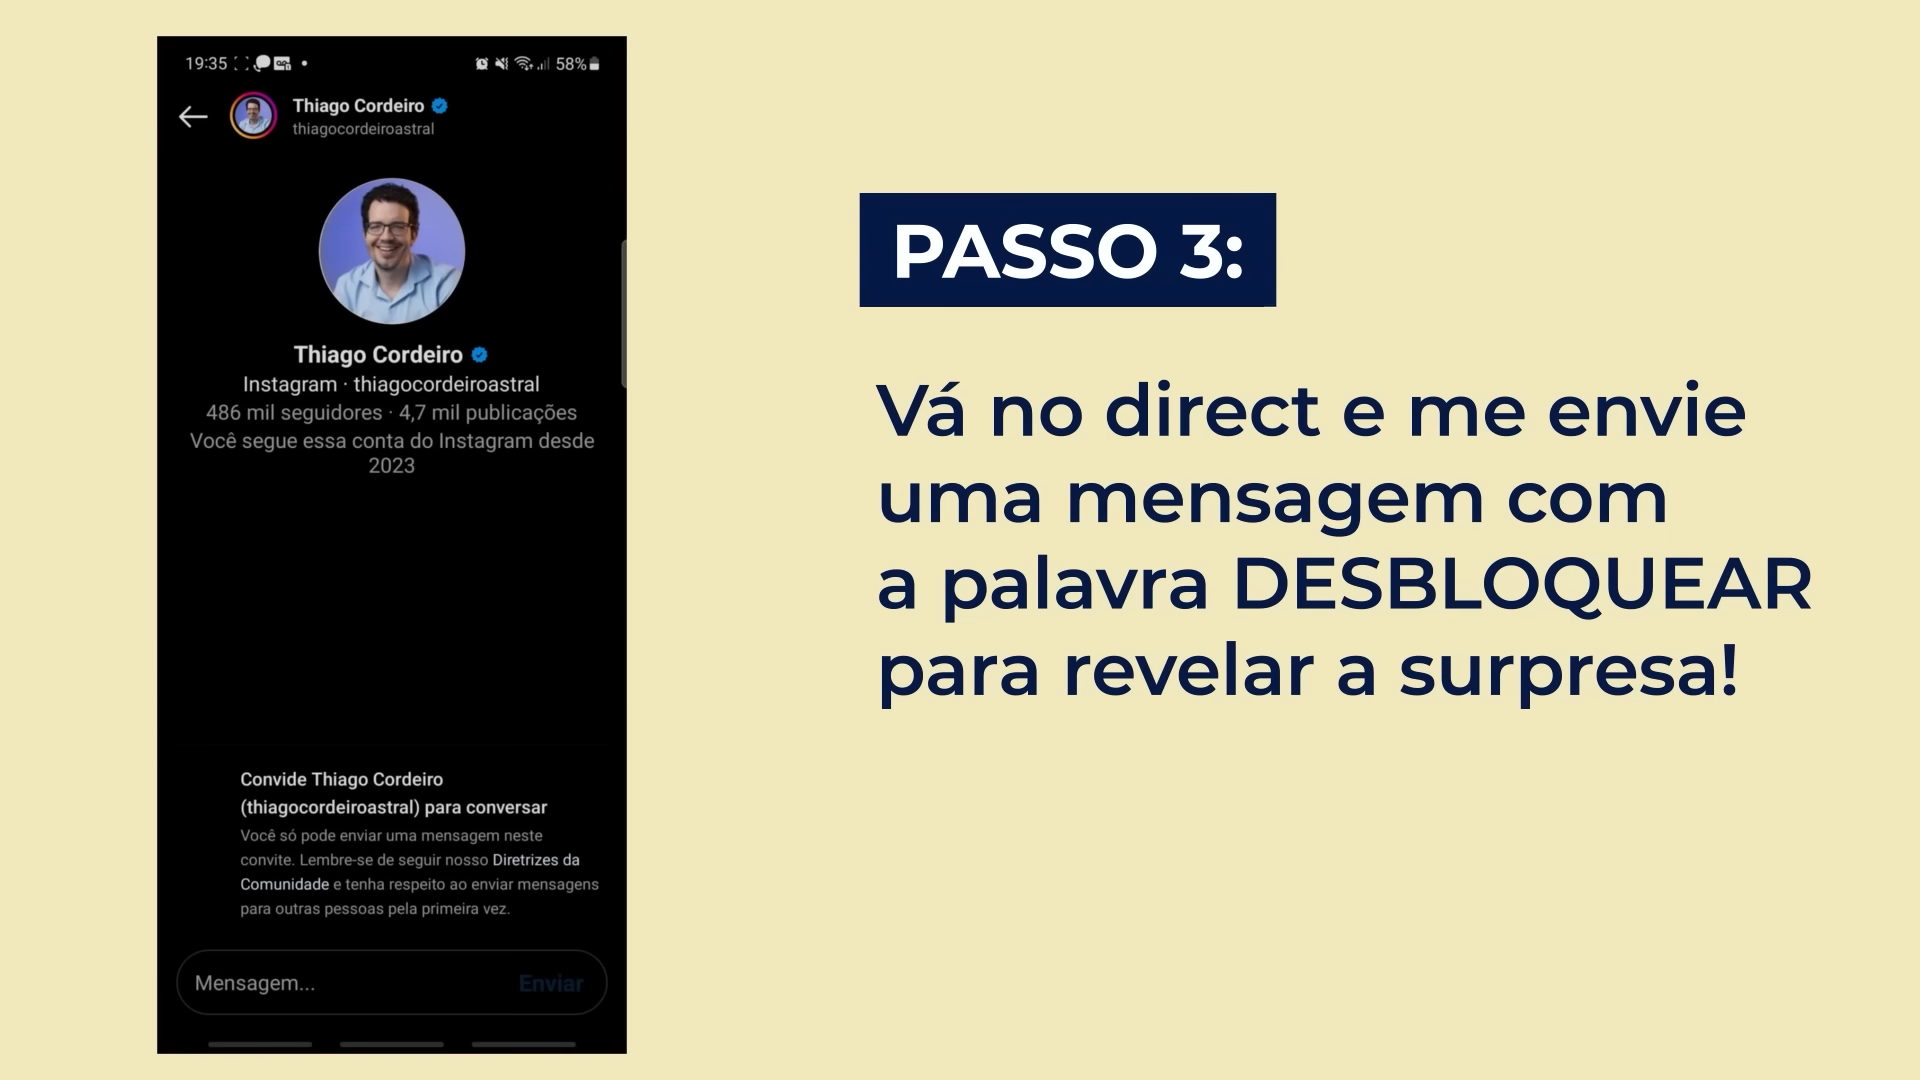 19:35
58%
Thiago Cordeiro
thiagocordeiroastral
Thiago Cordeiro
Instagram · thiagocordeiroastral
486 mil seguidores · 4,7 mil publicações
Você segue essa conta do Instagram desde
2023
Convide Thiago Cordeiro
(thiagocordeiroastral) para conversar
Você só pode enviar uma mensagem neste
convite. Lembre-se de seguir nosso Diretrizes da
Comunidade e tenha respeito ao enviar mensagens
para outras pessoas pela primeira vez.
Mensagem...
Enviar
PASSO 3:
Vá no direct e me envie
uma mensagem com
a palavra DESBLOQUEAR
para revelar a surpresa!